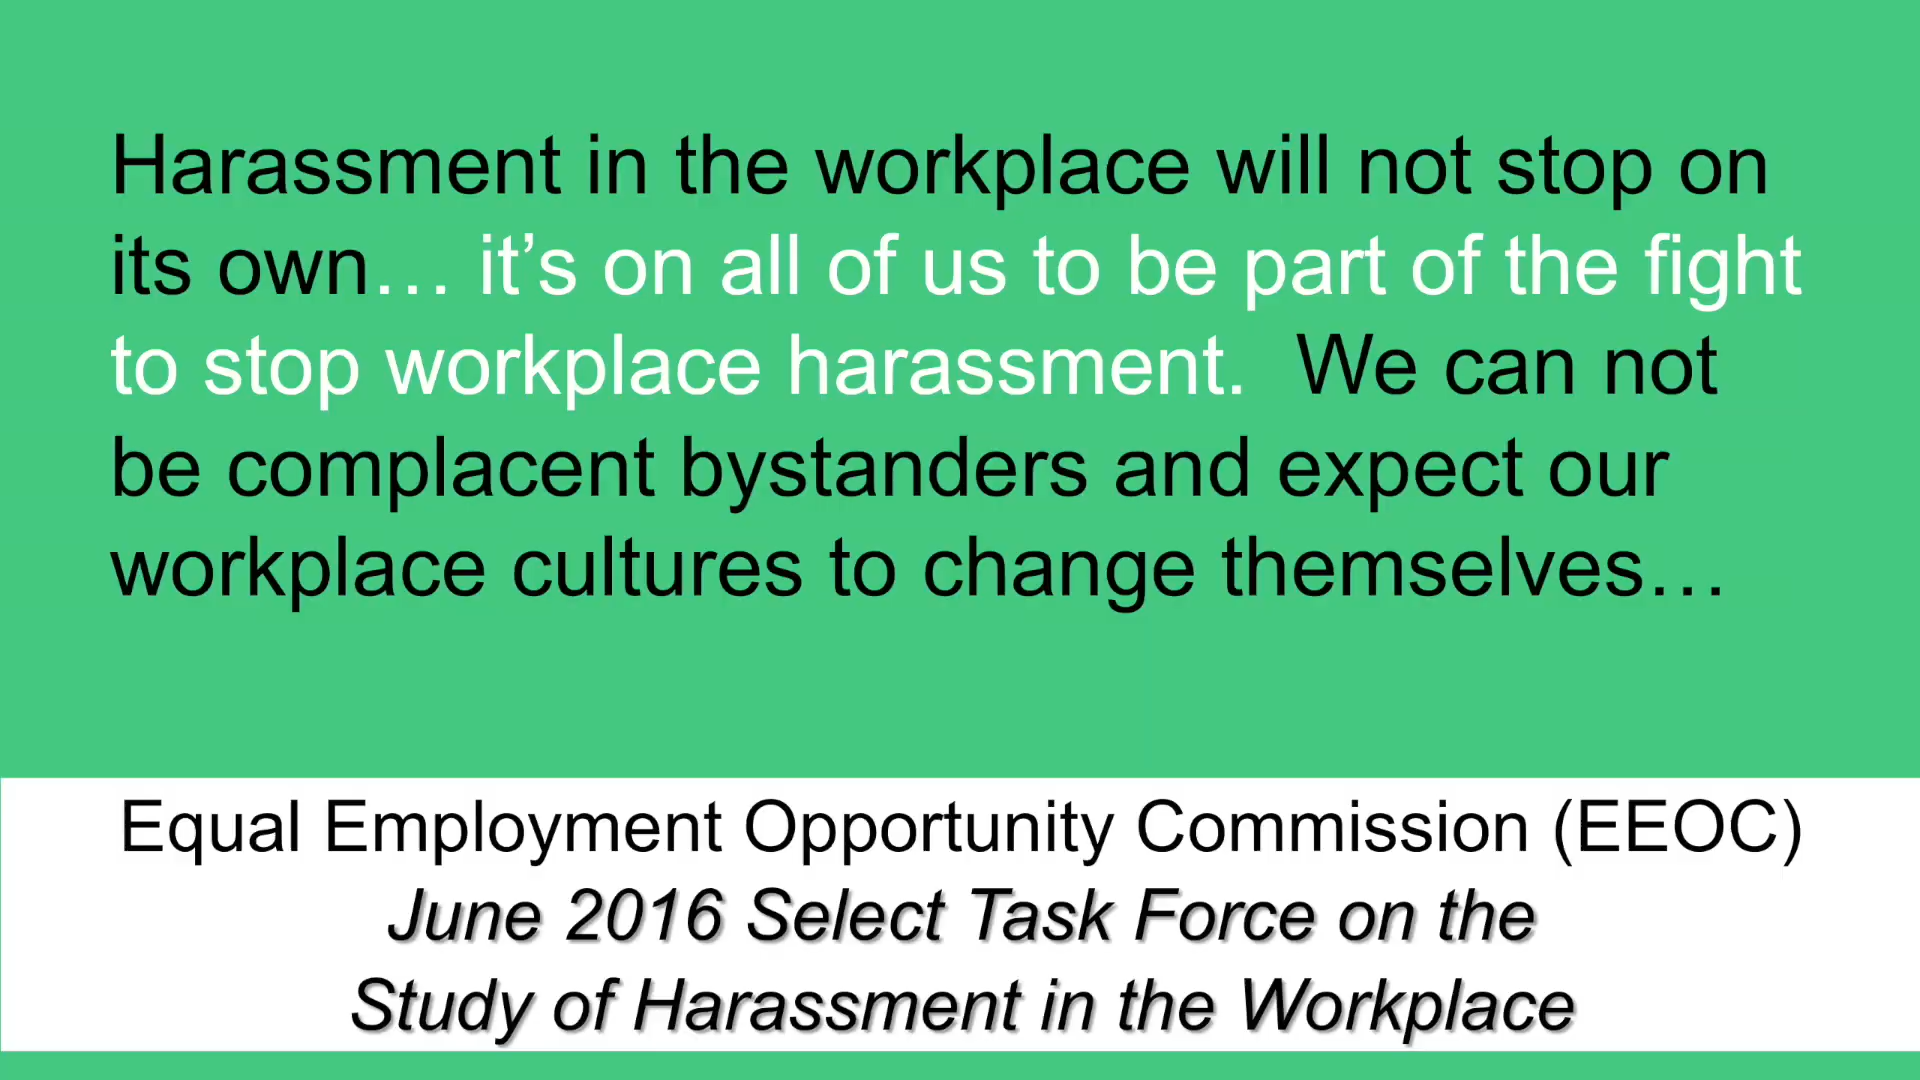 Harassment in the workplace will not stop on
its own… it’s on all of us to be part of the fight
to stop workplace harassment.  We can not
be complacent bystanders and expect our
workplace cultures to change themselves…
Equal Employment Opportunity Commission (EEOC)
June 2016 Select Task Force on the
Study of Harassment in the Workplace